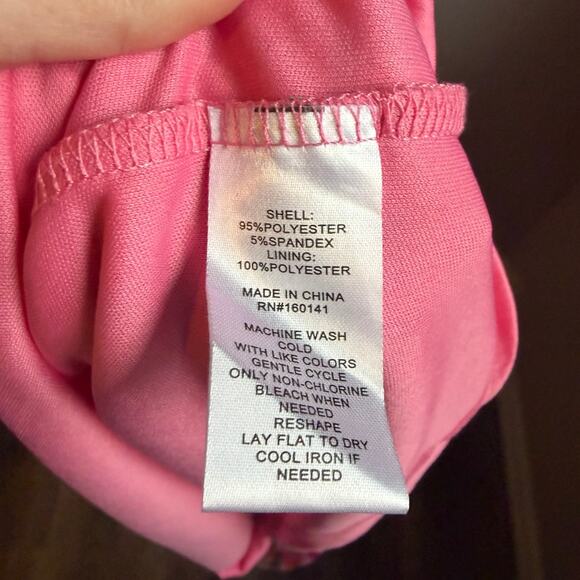 SHELL:
95%POLYESTER
5%SPANDEX
LINING:
100%POLYESTER
MADE IN CHINA
RN#160141
MACHINE WASH
COLD
WITH LIKE COLORS
GENTLE CYCLE
ONLY NON-CHLORINE
BLEACH WHEN
NEEDED
RESHAPE
LAY FLAT TO DRY
COOL IRON IF
NEEDED